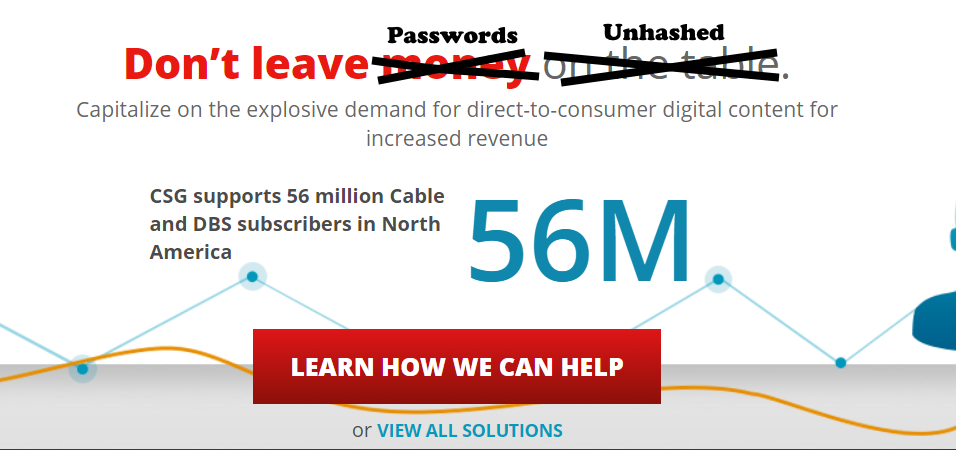 Passwords Unhashed
Don't leave money on the table.
Capitalize on the explosive demand for direct-to-consumer digital content for
increased revenue
CSG supports 56 million Cable
and DBS subscribers in North
America
56M
LEARN HOW WE CAN HELP
or VIEW ALL SOLUTIONS